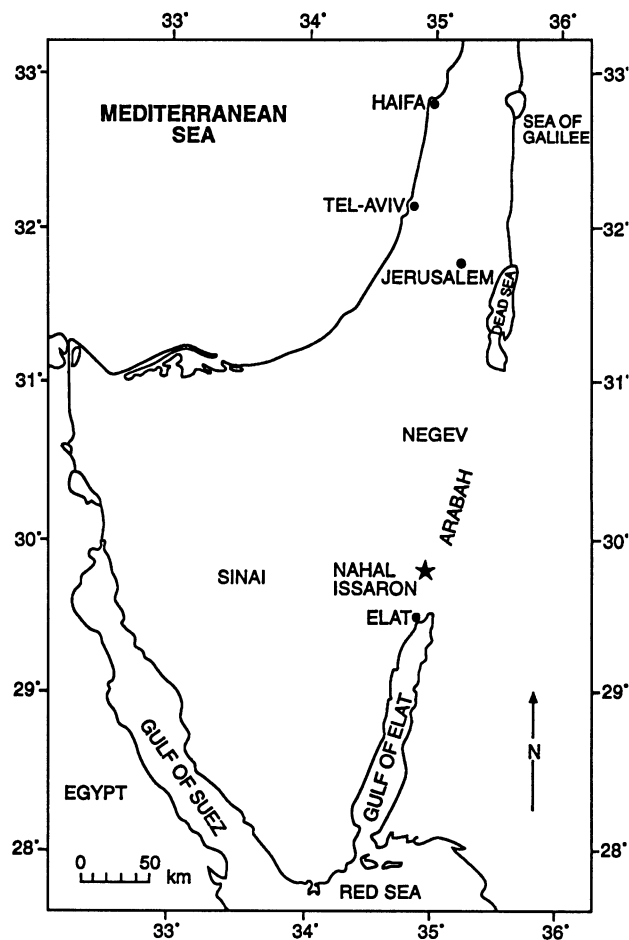 33° 34° 35° 36°
33° 33°
HAIFA
MEDITERRANEAN
SEA
SEA OF
GALILEE
TEL-AVIV
32° 32°
JERUSALEM
DEAD SEA
31° 31°
NEGEV
ARABAH
30° 30°
SINAI
NAHAL
ISSARON
ELAT
29° 29°
GULF OF SUEZ
GULF OF ELAT
N
EGYPT
28° 28°
0 50
km
RED SEA
33° 34° 35° 36°